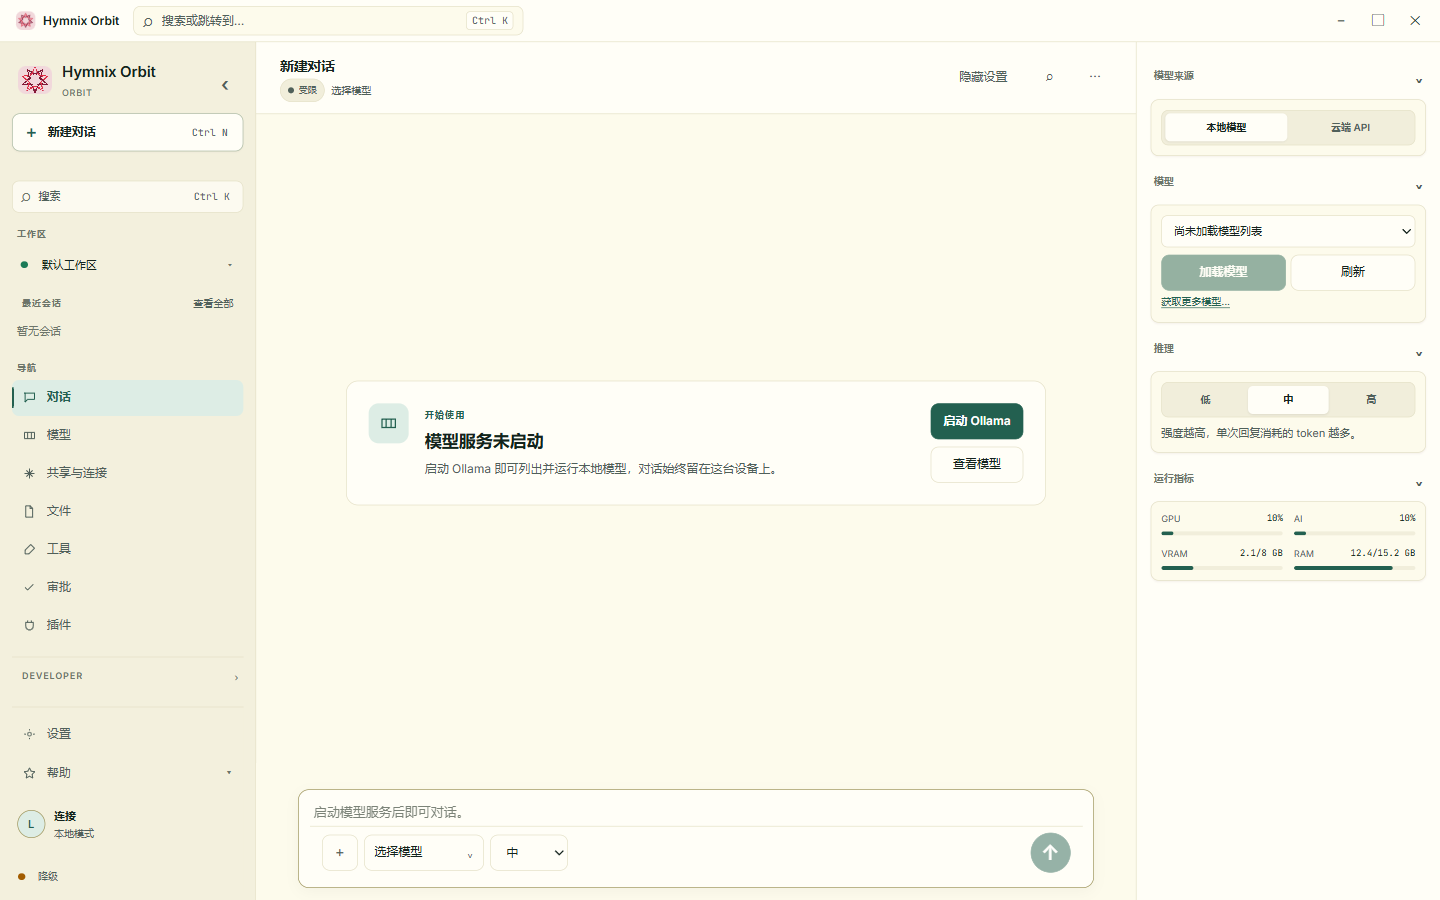 Hymnix Orbit
搜索或跳转到... Ctrl K
Hymnix Orbit
ORBIT
+ 新建对话 Ctrl N
搜索 Ctrl K
工作区
默认工作区
最近会话 查看全部
暂无会话
导航
对话
模型
共享与连接
文件
工具
审批
插件
DEVELOPER
设置
帮助
L 连接
本地模式
降级
新建对话
受限 选择模型
隐藏设置
开始使用
模型服务未启动
启动 Ollama 即可列出并运行本地模型，对话始终留在这台设备上。
启动 Ollama
查看模型
启动模型服务后即可对话。
+ 选择模型 中
模型来源
本地模型 云端 API
模型
尚未加载模型列表
加载模型 刷新
获取更多模型...
推理
低 中 高
强度越高，单次回复消耗的 token 越多。
运行指标
GPU 10% AI 10%
VRAM 2.1/8 GB RAM 12.4/15.2 GB